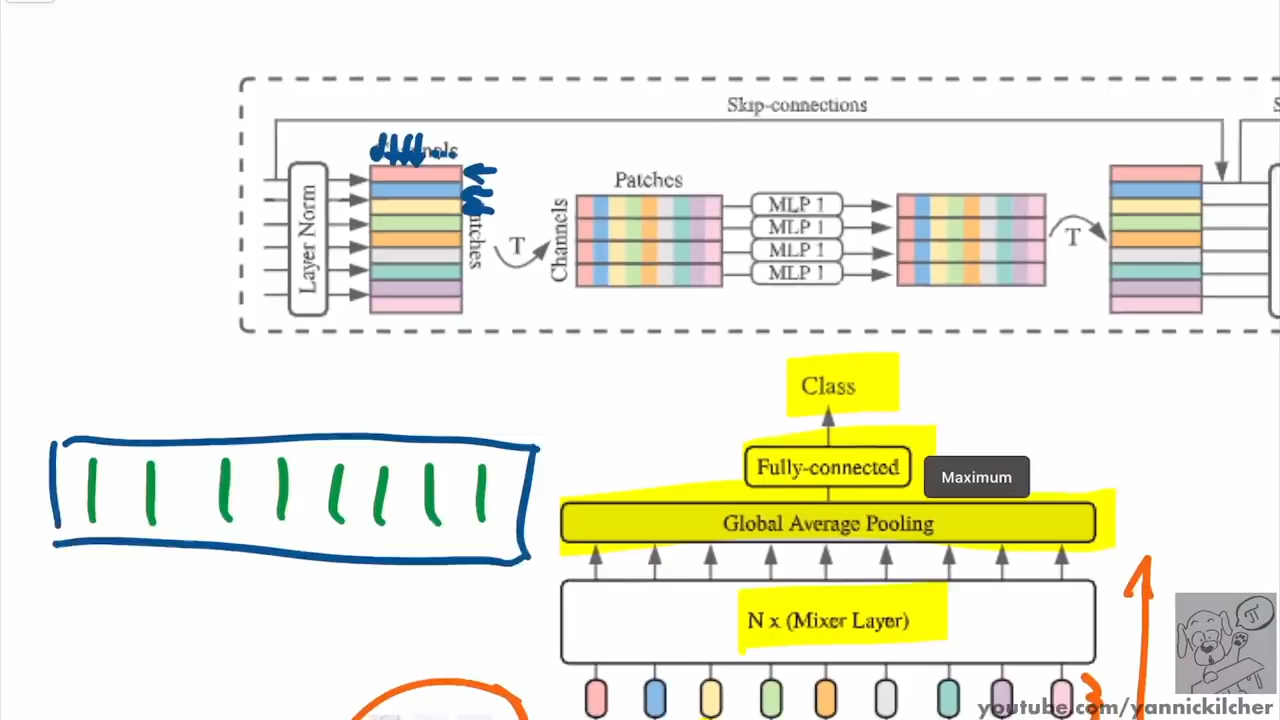 Skip-connections
Layer Norm
T
Patches
Channels
MLP 1
MLP 1
MLP 1
MLP 1
T
Class
Fully-connected
Maximum
Global Average Pooling
N x (Mixer Layer)
π
youtube.com/yannickilcher